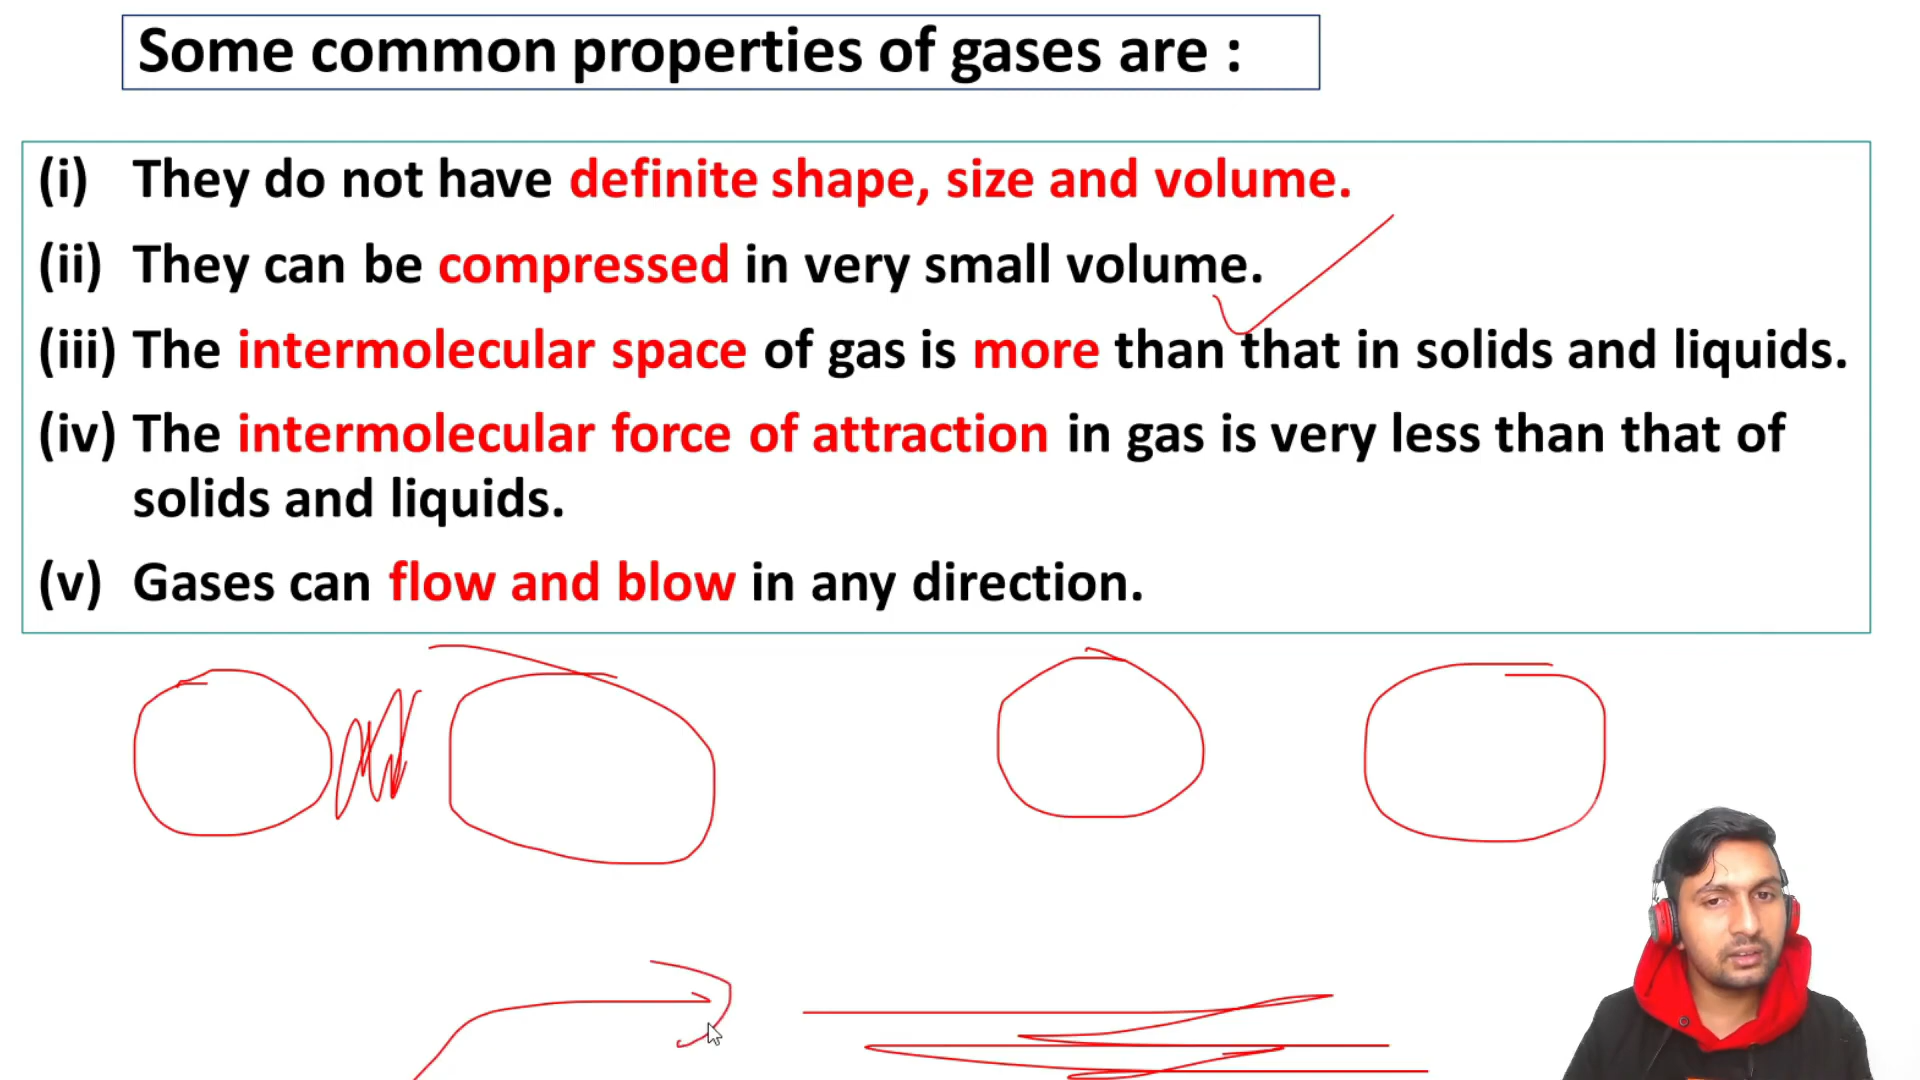 Some common properties of gases are :
(i) They do not have definite shape, size and volume.
(ii) They can be compressed in very small volume.
(iii) The intermolecular space of gas is more than that in solids and liquids.
(iv) The intermolecular force of attraction in gas is very less than that of
solids and liquids.
(v) Gases can flow and blow in any direction.